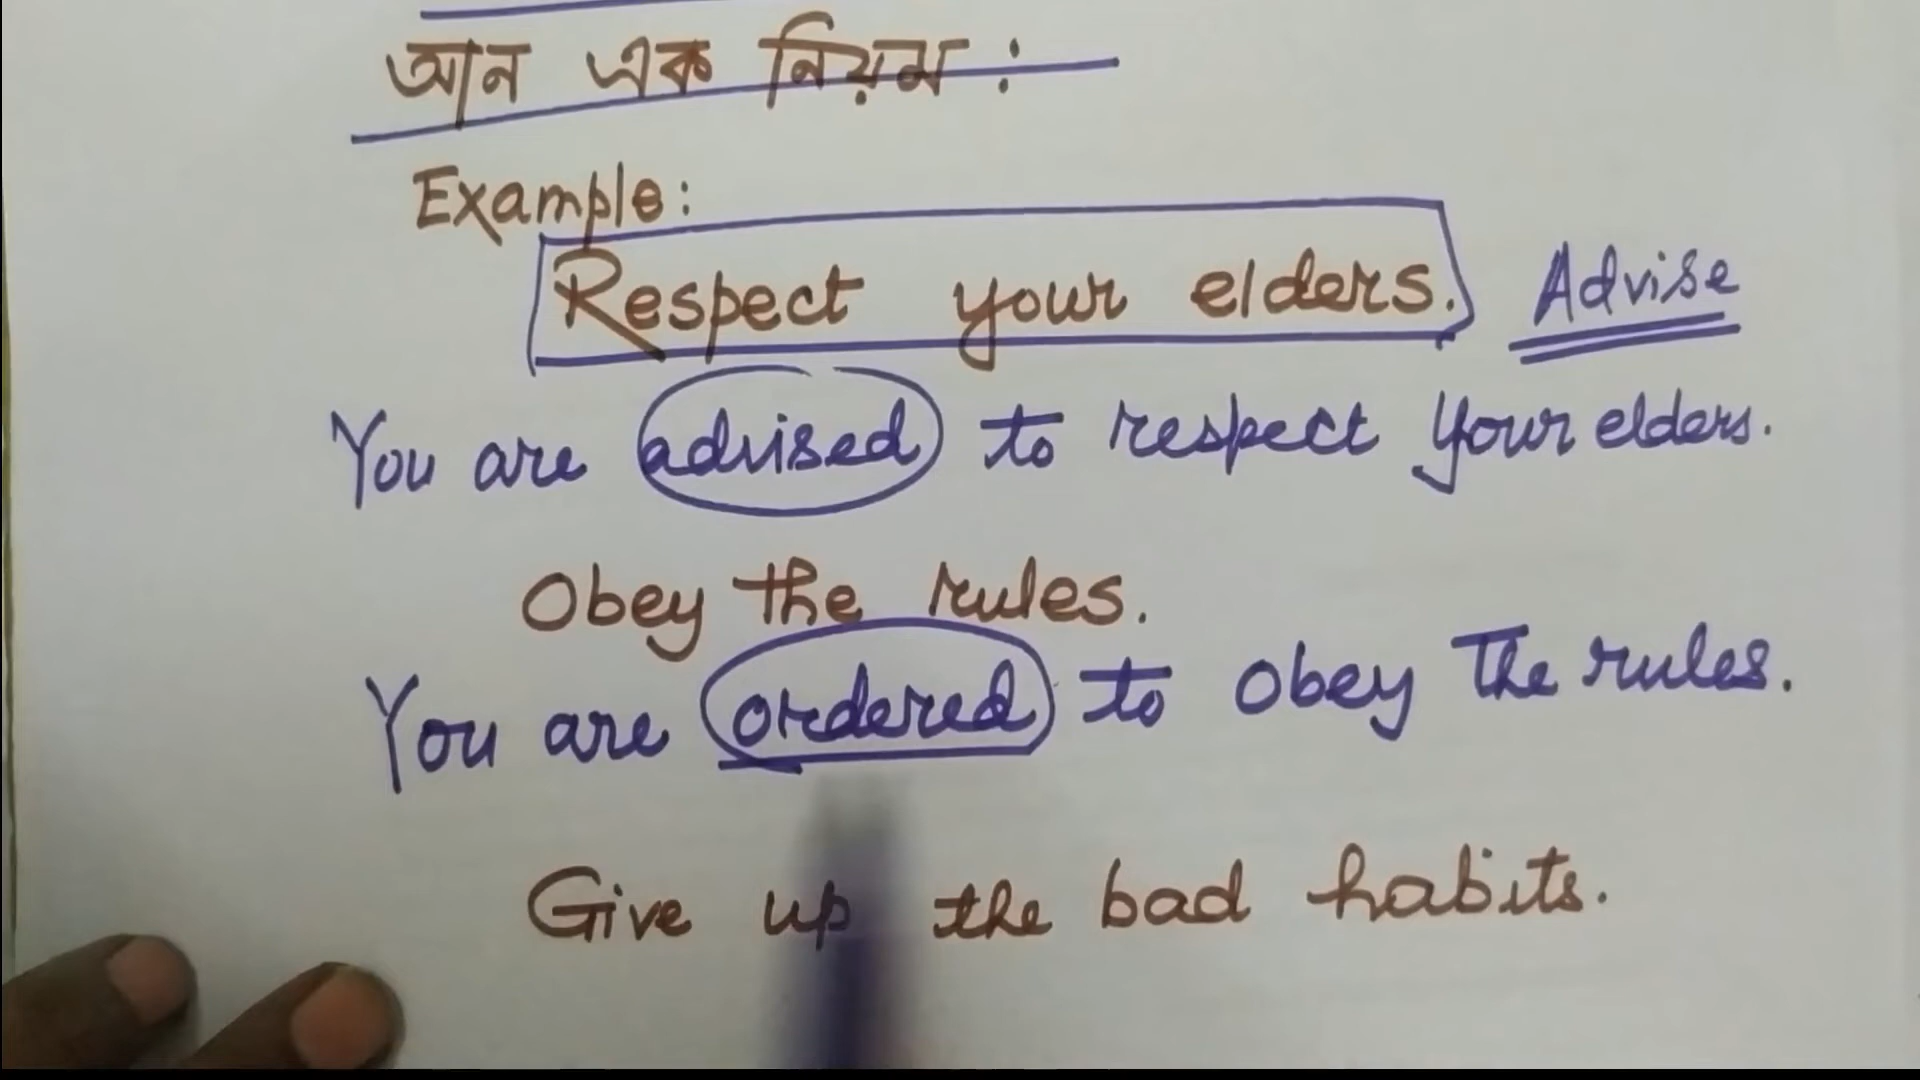 আন এক নিয়ম :
Example:
Respect your elders. Advise
You are advised to respect your elders.
Obey the rules.
You are ordered to obey the rules.
Give up the bad habits.